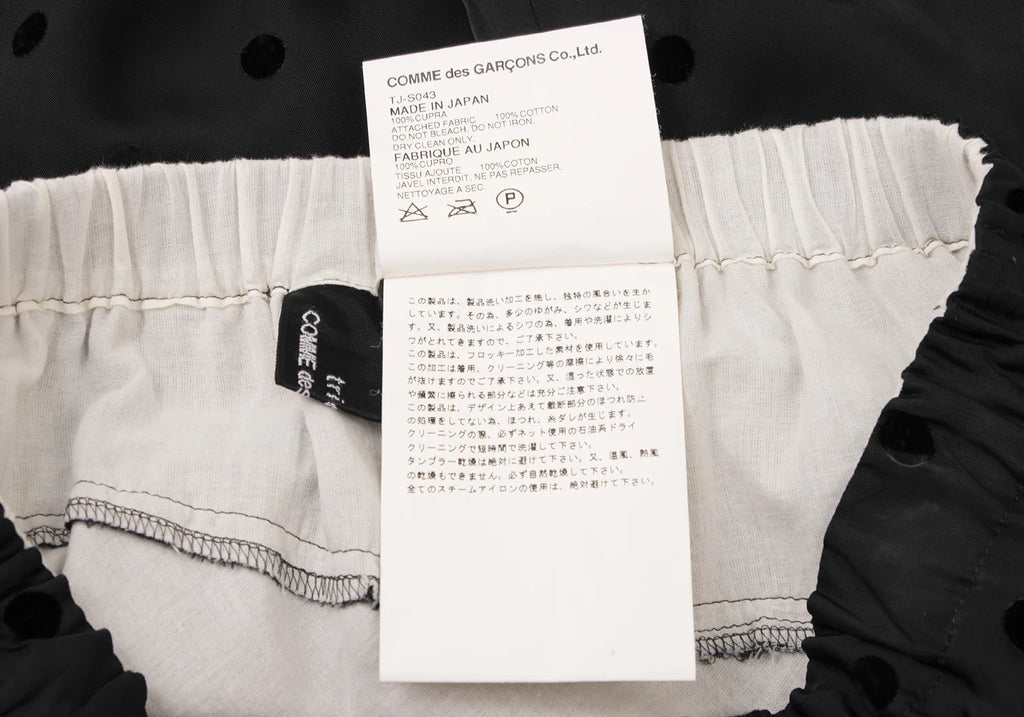 COMME des GARÇONS Co.,Ltd.
TJ-S043
MADE IN JAPAN
100%CUPRA
ATTACHED FABRIC 100%COTTON
DO NOT BLEACH. DO NOT IRON.
DRY CLEAN ONLY.
FABRIQUE AU JAPON
100%CUPRO
TISSU AJOUTE 100%COTON
JAVEL INTERDIT. NE PAS REPASSER.
NETTOYAGE A SEC.
P
この製品は、製品洗い加工を施し、独特の風合いを生か
しています。その為、多少のゆがみ、シワなどが生じま
す。又、製品洗いによるシワの為、着用や洗濯によりシ
ワがとれてきますので、ご了承下さい。
この製品は、フロッキー加工した素材を使用しています。
この加工は着用、クリーニング等の摩擦により徐々に毛
が抜けますのでご了承下さい。又、湿った状態での放置
や頻繁に擦られる部分などは充分ご注意下さい。
この製品は、デザイン上あえて裁断部分のほつれ防止
の処理をしてない為、ほつれ、糸ダレが生じます。
クリーニングの際、必ずネット使用の石油系ドライ
クリーニングで短時間で洗濯して下さい。
タンブラー乾燥は絶対に避けて下さい。又、温風、熱風
の乾燥もできません。必ず自然乾燥して下さい。
全てのスチームアイロンの使用は、絶対避けて下さい。
COMME des